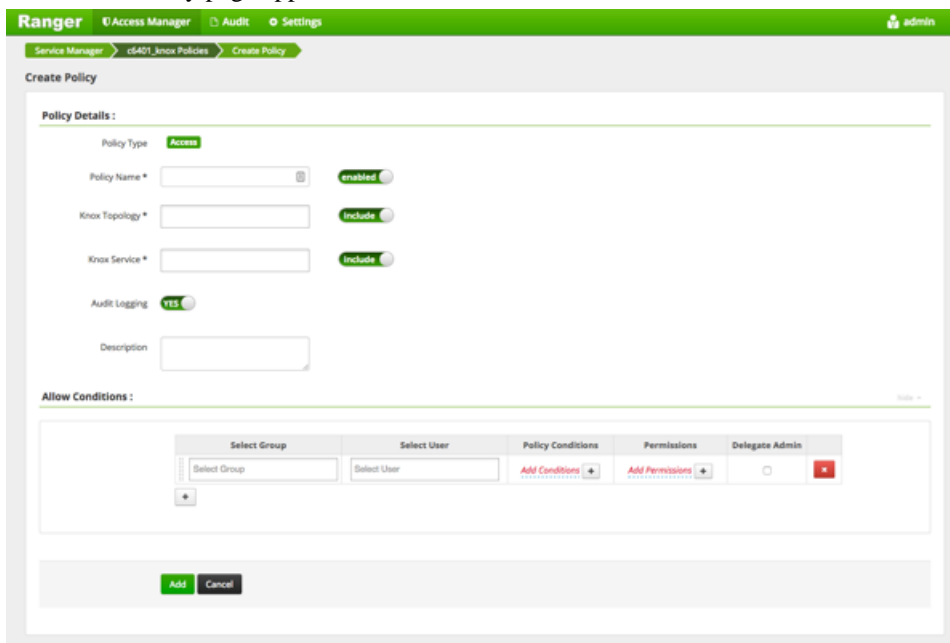 Ranger Access Manager Audit Settings admin
Service Manager c6401_knox Policies Create Policy
Create Policy
Policy Details :
Policy Type Access
Policy Name * enabled
Knox Topology * include
Knox Service * include
Audit Logging YES
Description
Allow Conditions : hide
Select Group Select User Policy Conditions Permissions Delegate Admin
Select Group Select User Add Conditions + Add Permissions + ×
+
Add Cancel